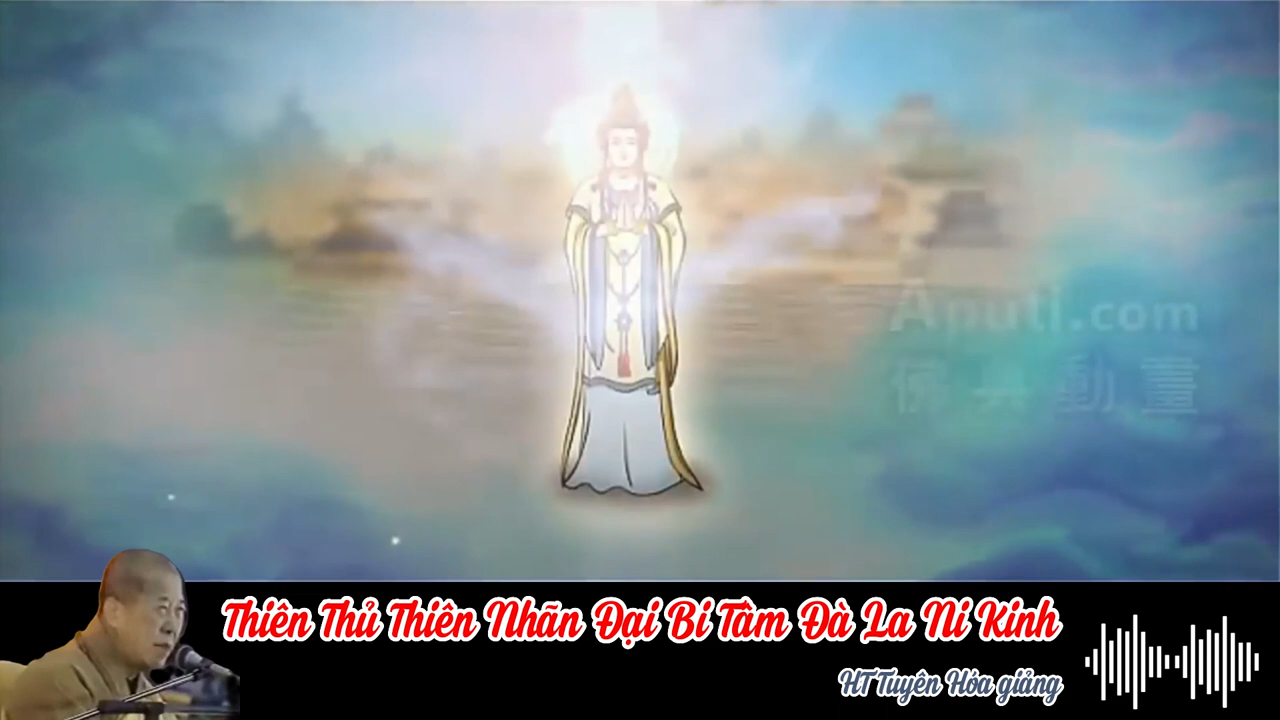 Aputi.com
佛典動畫
Thiên Thủ Thiên Nhãn Đại Bi Tâm Đà La Ni Kinh
HT Tuyên Hóa giảng